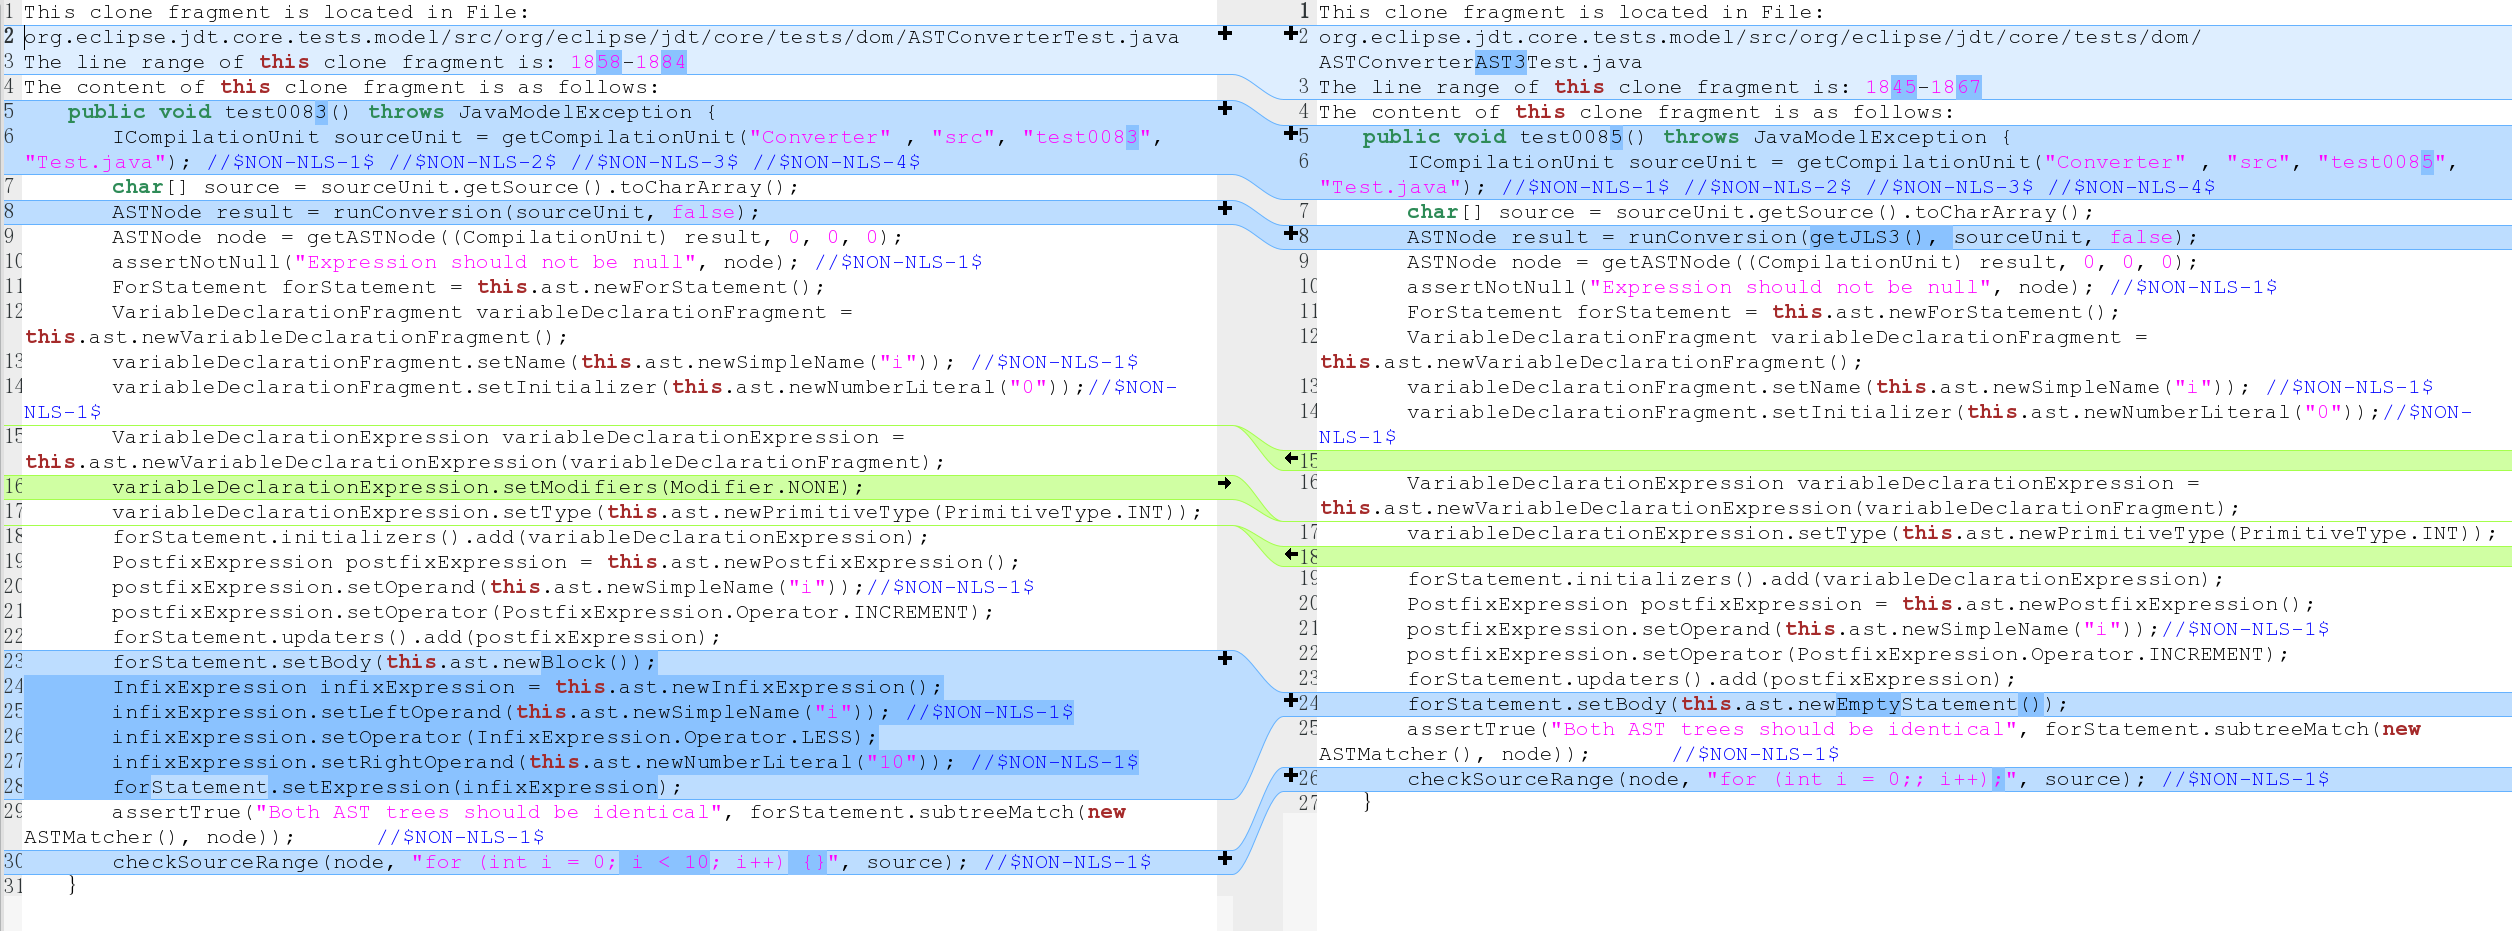 1 This clone fragment is located in File:
2 org.eclipse.jdt.core.tests.model/src/org/eclipse/jdt/core/tests/dom/ASTConverterTest.java
3 The line range of this clone fragment is: 1858-1884
4 The content of this clone fragment is as follows:
5 public void test0083() throws JavaModelException {
6 ICompilationUnit sourceUnit = getCompilationUnit("Converter" , "src", "test0083",
"Test.java"); //$NON-NLS-1$ //$NON-NLS-2$ //$NON-NLS-3$ //$NON-NLS-4$
7 char[] source = sourceUnit.getSource().toCharArray();
8 ASTNode result = runConversion(sourceUnit, false);
9 ASTNode node = getASTNode((CompilationUnit) result, 0, 0, 0);
10 assertNotNull("Expression should not be null", node); //$NON-NLS-1$
11 ForStatement forStatement = this.ast.newForStatement();
12 VariableDeclarationFragment variableDeclarationFragment =
this.ast.newVariableDeclarationFragment();
13 variableDeclarationFragment.setName(this.ast.newSimpleName("i")); //$NON-NLS-1$
14 variableDeclarationFragment.setInitializer(this.ast.newNumberLiteral("0"));//$NON-
NLS-1$
15 VariableDeclarationExpression variableDeclarationExpression =
this.ast.newVariableDeclarationExpression(variableDeclarationFragment);
16 variableDeclarationExpression.setModifiers(Modifier.NONE);
17 variableDeclarationExpression.setType(this.ast.newPrimitiveType(PrimitiveType.INT));
18 forStatement.initializers().add(variableDeclarationExpression);
19 PostfixExpression postfixExpression = this.ast.newPostfixExpression();
20 postfixExpression.setOperand(this.ast.newSimpleName("i"));//$NON-NLS-1$
21 postfixExpression.setOperator(PostfixExpression.Operator.INCREMENT);
22 forStatement.updaters().add(postfixExpression);
23 forStatement.setBody(this.ast.newBlock());
24 InfixExpression infixExpression = this.ast.newInfixExpression();
25 infixExpression.setLeftOperand(this.ast.newSimpleName("i")); //$NON-NLS-1$
26 infixExpression.setOperator(InfixExpression.Operator.LESS);
27 infixExpression.setRightOperand(this.ast.newNumberLiteral("10")); //$NON-NLS-1$
28 forStatement.setExpression(infixExpression);
29 assertTrue("Both AST trees should be identical", forStatement.subtreeMatch(new
ASTMatcher(), node)); //$NON-NLS-1$
30 checkSourceRange(node, "for (int i = 0; i < 10; i++) {}", source); //$NON-NLS-1$
31 }
1 This clone fragment is located in File:
2 org.eclipse.jdt.core.tests.model/src/org/eclipse/jdt/core/tests/dom/
ASTConverterAST3Test.java
3 The line range of this clone fragment is: 1845-1867
4 The content of this clone fragment is as follows:
5 public void test0085() throws JavaModelException {
6 ICompilationUnit sourceUnit = getCompilationUnit("Converter" , "src", "test0085",
"Test.java"); //$NON-NLS-1$ //$NON-NLS-2$ //$NON-NLS-3$ //$NON-NLS-4$
7 char[] source = sourceUnit.getSource().toCharArray();
8 ASTNode result = runConversion(getJLS3(), sourceUnit, false);
9 ASTNode node = getASTNode((CompilationUnit) result, 0, 0, 0);
10 assertNotNull("Expression should not be null", node); //$NON-NLS-1$
11 ForStatement forStatement = this.ast.newForStatement();
12 VariableDeclarationFragment variableDeclarationFragment =
this.ast.newVariableDeclarationFragment();
13 variableDeclarationFragment.setName(this.ast.newSimpleName("i")); //$NON-NLS-1$
14 variableDeclarationFragment.setInitializer(this.ast.newNumberLiteral("0"));//$NON-
NLS-1$
15
16 VariableDeclarationExpression variableDeclarationExpression =
this.ast.newVariableDeclarationExpression(variableDeclarationFragment);
17 variableDeclarationExpression.setType(this.ast.newPrimitiveType(PrimitiveType.INT));
18
19 forStatement.initializers().add(variableDeclarationExpression);
20 PostfixExpression postfixExpression = this.ast.newPostfixExpression();
21 postfixExpression.setOperand(this.ast.newSimpleName("i"));//$NON-NLS-1$
22 postfixExpression.setOperator(PostfixExpression.Operator.INCREMENT);
23 forStatement.updaters().add(postfixExpression);
24 forStatement.setBody(this.ast.newEmptyStatement());
25 assertTrue("Both AST trees should be identical", forStatement.subtreeMatch(new
ASTMatcher(), node)); //$NON-NLS-1$
26 checkSourceRange(node, "for (int i = 0;; i++);", source); //$NON-NLS-1$
27 }